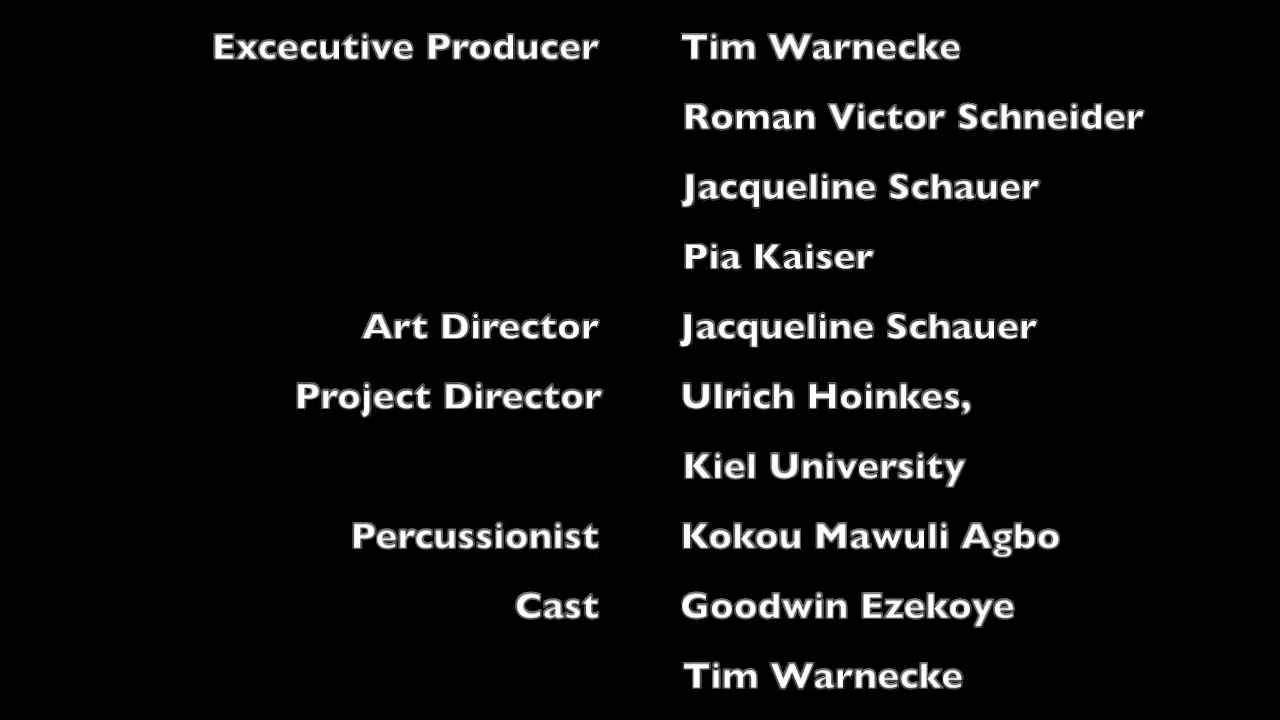 Excecutive Producer Tim Warnecke
Roman Victor Schneider
Jacqueline Schauer
Pia Kaiser
Art Director Jacqueline Schauer
Project Director Ulrich Hoinkes,
Kiel University
Percussionist Kokou Mawuli Agbo
Cast Goodwin Ezekoye
Tim Warnecke